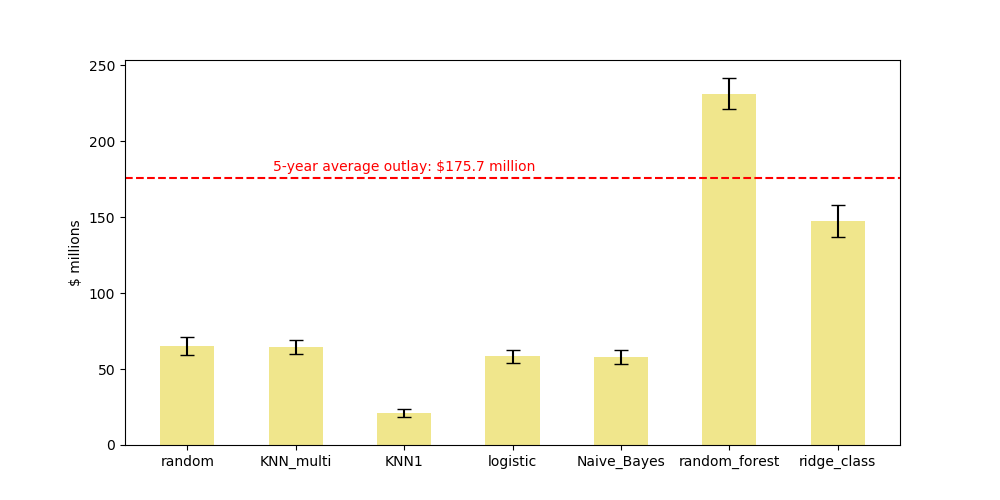 250
200
150
100
50
0
$ millions
5-year average outlay: $175.7 million
random KNN_multi KNN1 logistic Naive_Bayes random_forest ridge_class